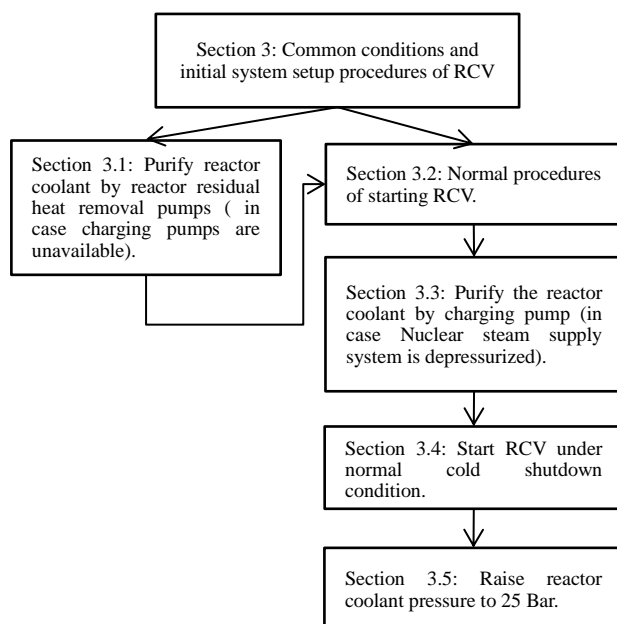 Section 3: Common conditions and
initial system setup procedures of RCV
Section 3.1: Purify reactor
coolant by reactor residual
heat removal pumps ( in
case charging pumps are
unavailable).
Section 3.2: Normal procedures
of starting RCV.
Section 3.3: Purify the reactor
coolant by charging pump (in
case Nuclear steam supply
system is depressurized).
Section 3.4: Start RCV under
normal cold shutdown
condition.
Section 3.5: Raise reactor
coolant pressure to 25 Bar.